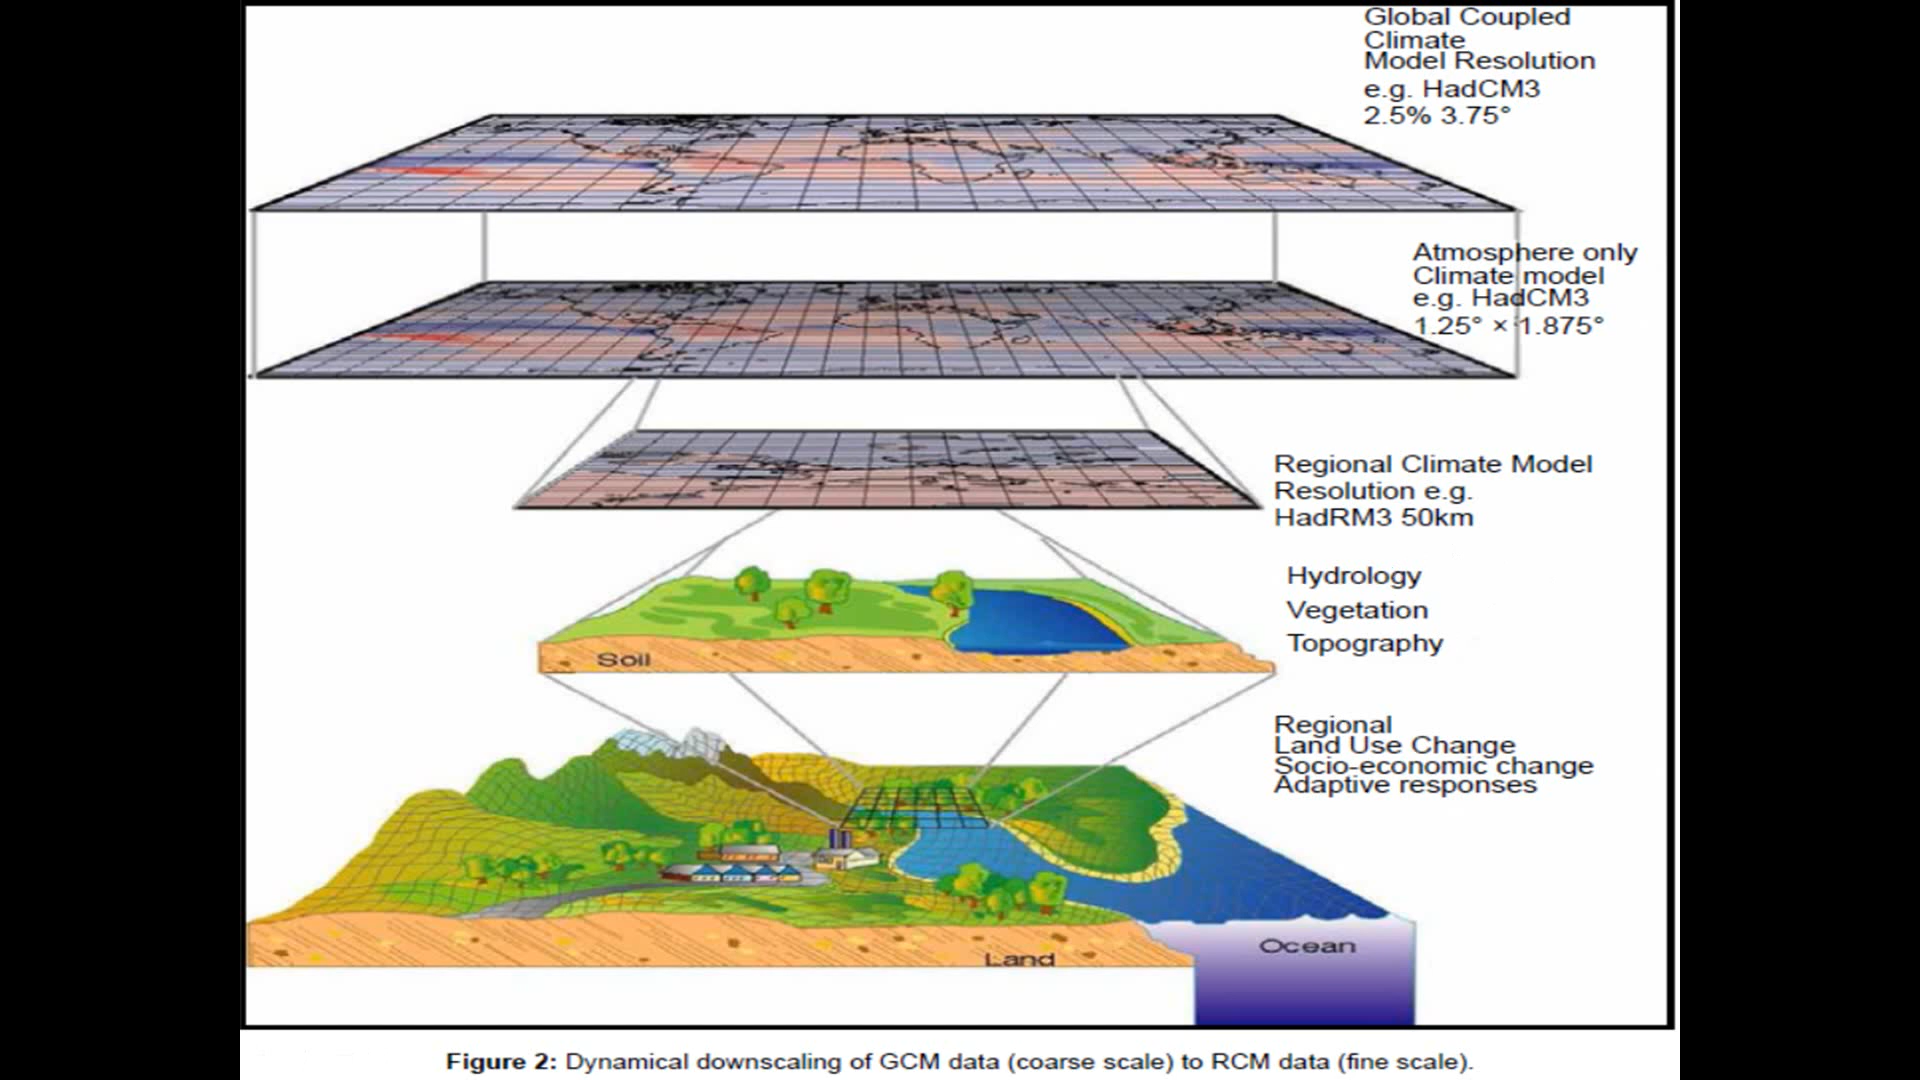 Global Coupled
Climate
Model Resolution
e.g. HadCM3
2.5% 3.75°
Atmosphere only
Climate model
e.g. HadCM3
1.25° × 1.875°
Regional Climate Model
Resolution e.g.
HadRM3 50km
Hydrology
Vegetation
Topography
Soil
Regional
Land Use Change
Socio-economic change
Adaptive responses
Ocean
Land
Figure 2: Dynamical downscaling of GCM data (coarse scale) to RCM data (fine scale).